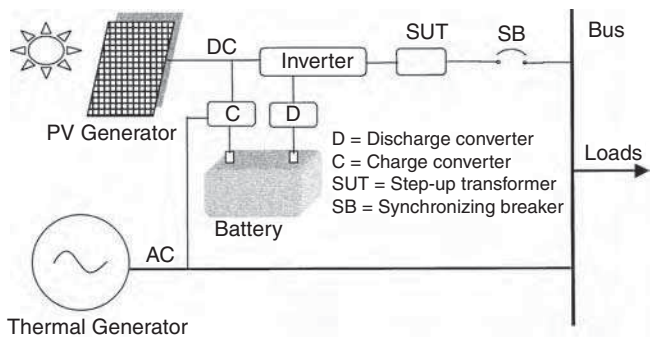 SUT
SB
Bus
DC
Inverter
C
D
PV Generator
D = Discharge converter
C = Charge converter
SUT = Step-up transformer
SB = Synchronizing breaker
Loads
Battery
AC
Thermal Generator